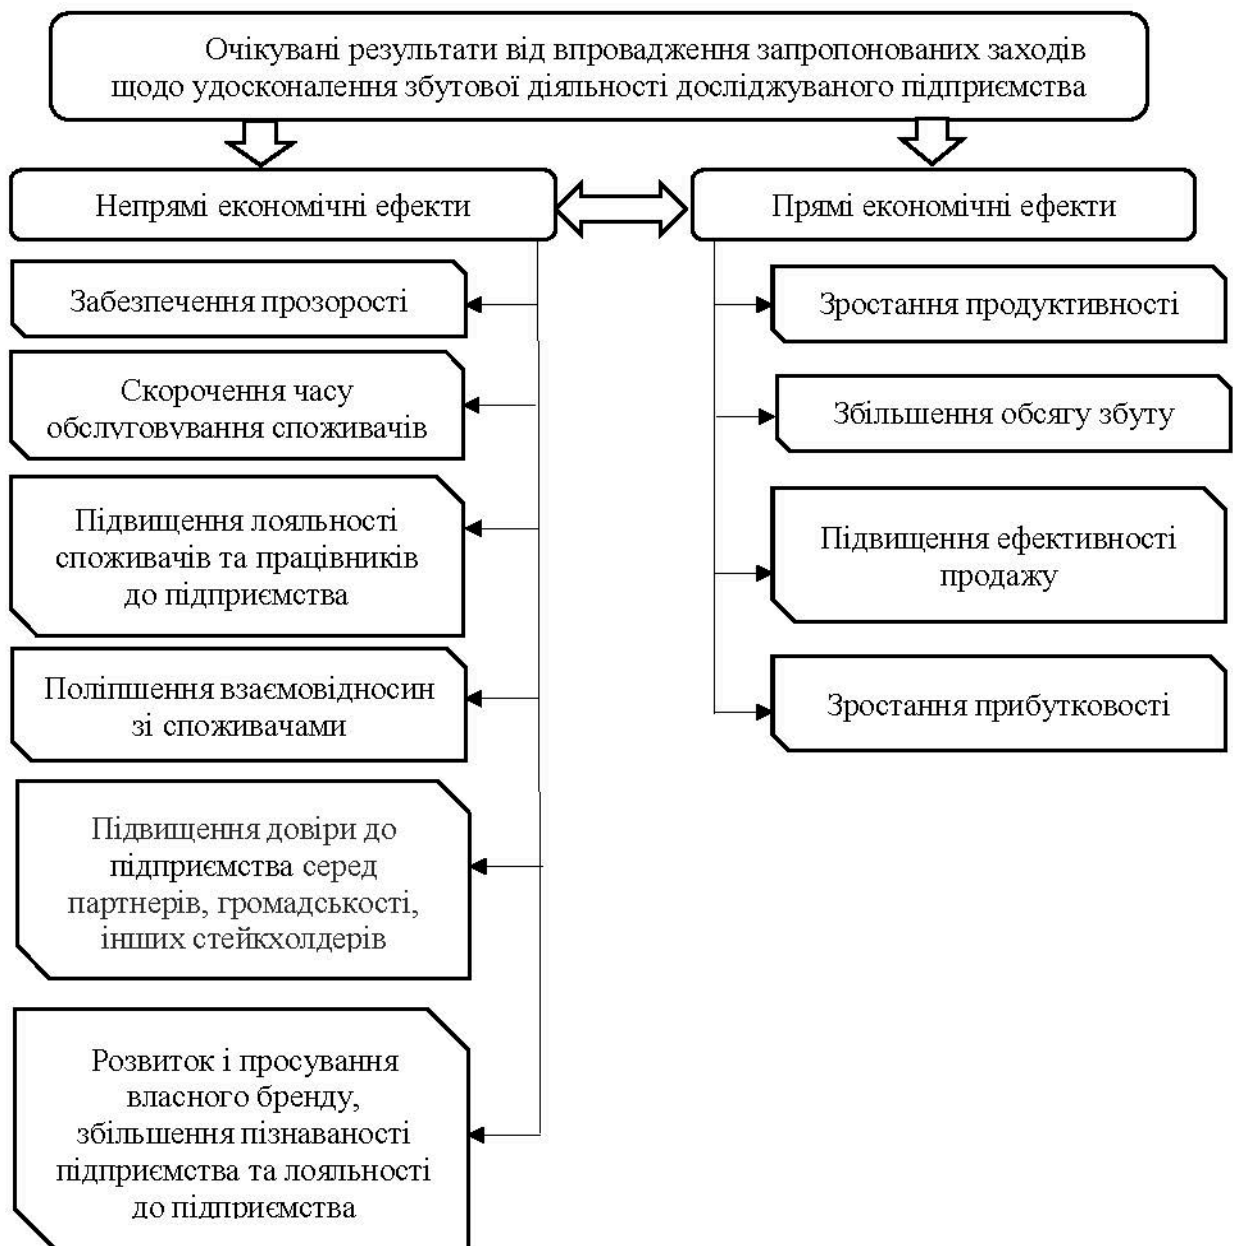 Очікувані результати від впровадження запропонованих заходів
щодо удосконалення збутової діяльності досліджуваного підприємства
Непрямі економічні ефекти
Забезпечення прозорості
Скорочення часу
обслуговування споживачів
Підвищення лояльності
споживачів та працівників
до підприємства
Поліпшення взаємовідносин
зі споживачами
Підвищення довіри до
підприємства серед
партнерів, громадськості,
інших стейкхолдерів
Розвиток і просування
власного бренду,
збільшення пізнаваності
підприємства та лояльності
до підприємства
Прямі економічні ефекти
Зростання продуктивності
Збільшення обсягу збуту
Підвищення ефективності
продажу
Зростання прибутковості